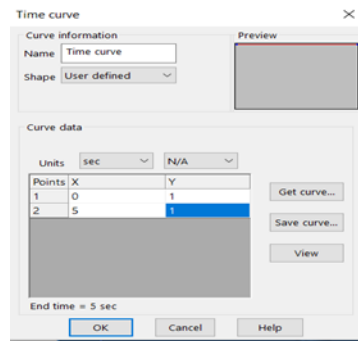 Time curve
Curve information
Name Time curve
Shape User defined
Preview
Curve data
Units sec N/A
Points X Y
1 0 1
2 5 1
Get curve...
Save curve...
View
End time = 5 sec
OK Cancel Help